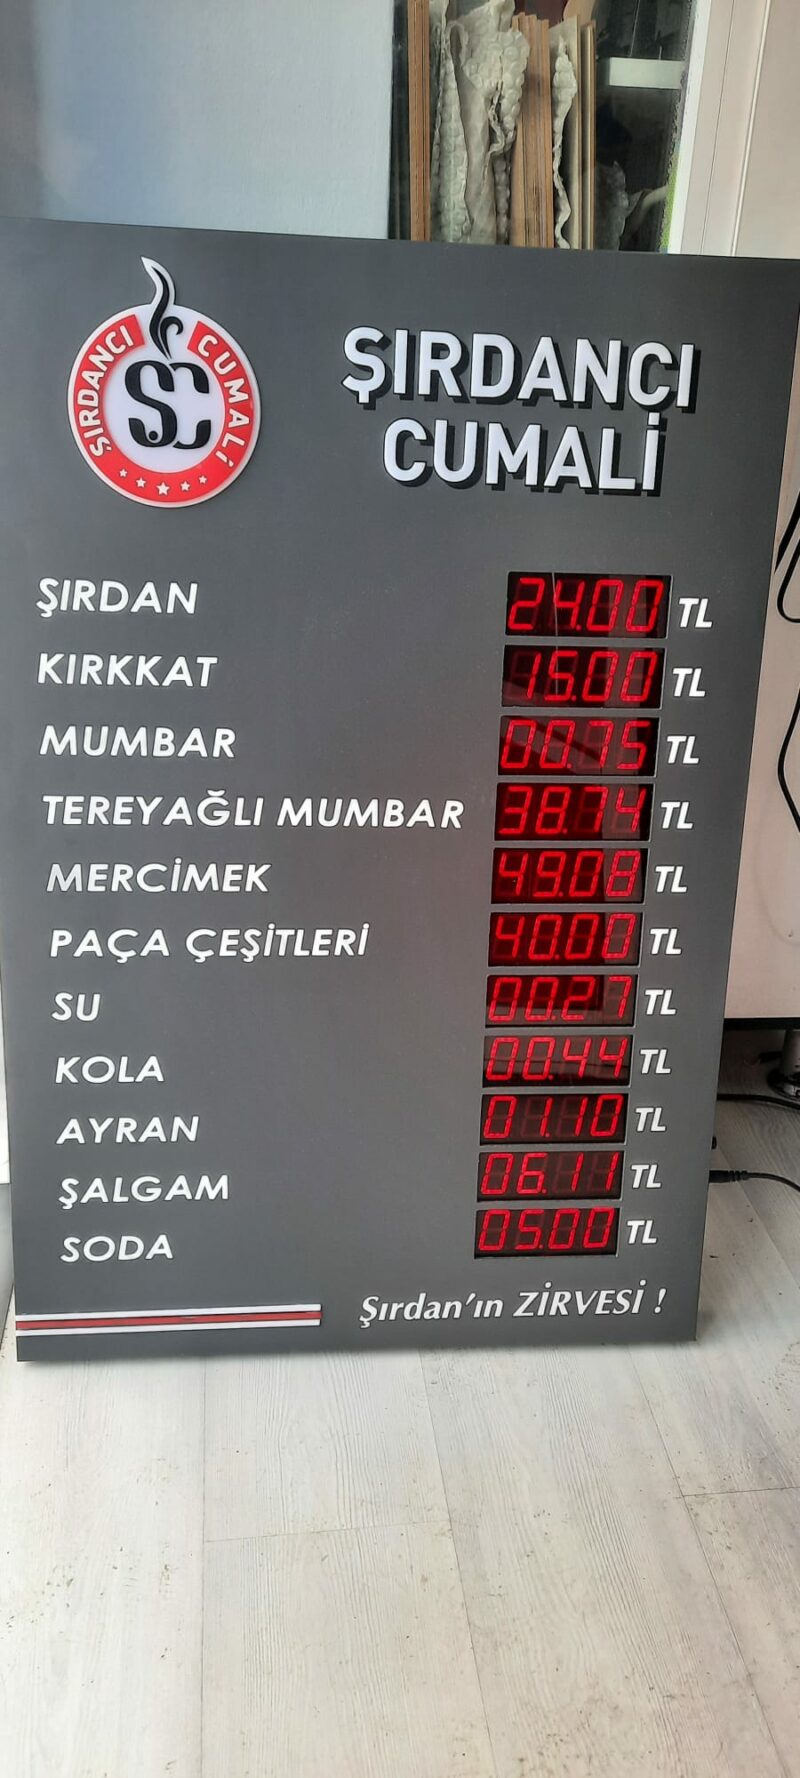 ŞIRDANCI CUMALİ
SC
ŞIRDANCI
CUMALİ
ŞIRDAN 24.00 TL
KIRKKAT 15.00 TL
MUMBAR 00.75 TL
TEREYAĞLI MUMBAR 38.74 TL
MERCİMEK 49.08 TL
PAÇA ÇEŞİTLERİ 40.00 TL
SU 00.27 TL
KOLA 00.44 TL
AYRAN 01.10 TL
ŞALGAM 06.11 TL
SODA 05.00 TL
Şırdan'ın ZİRVESİ !